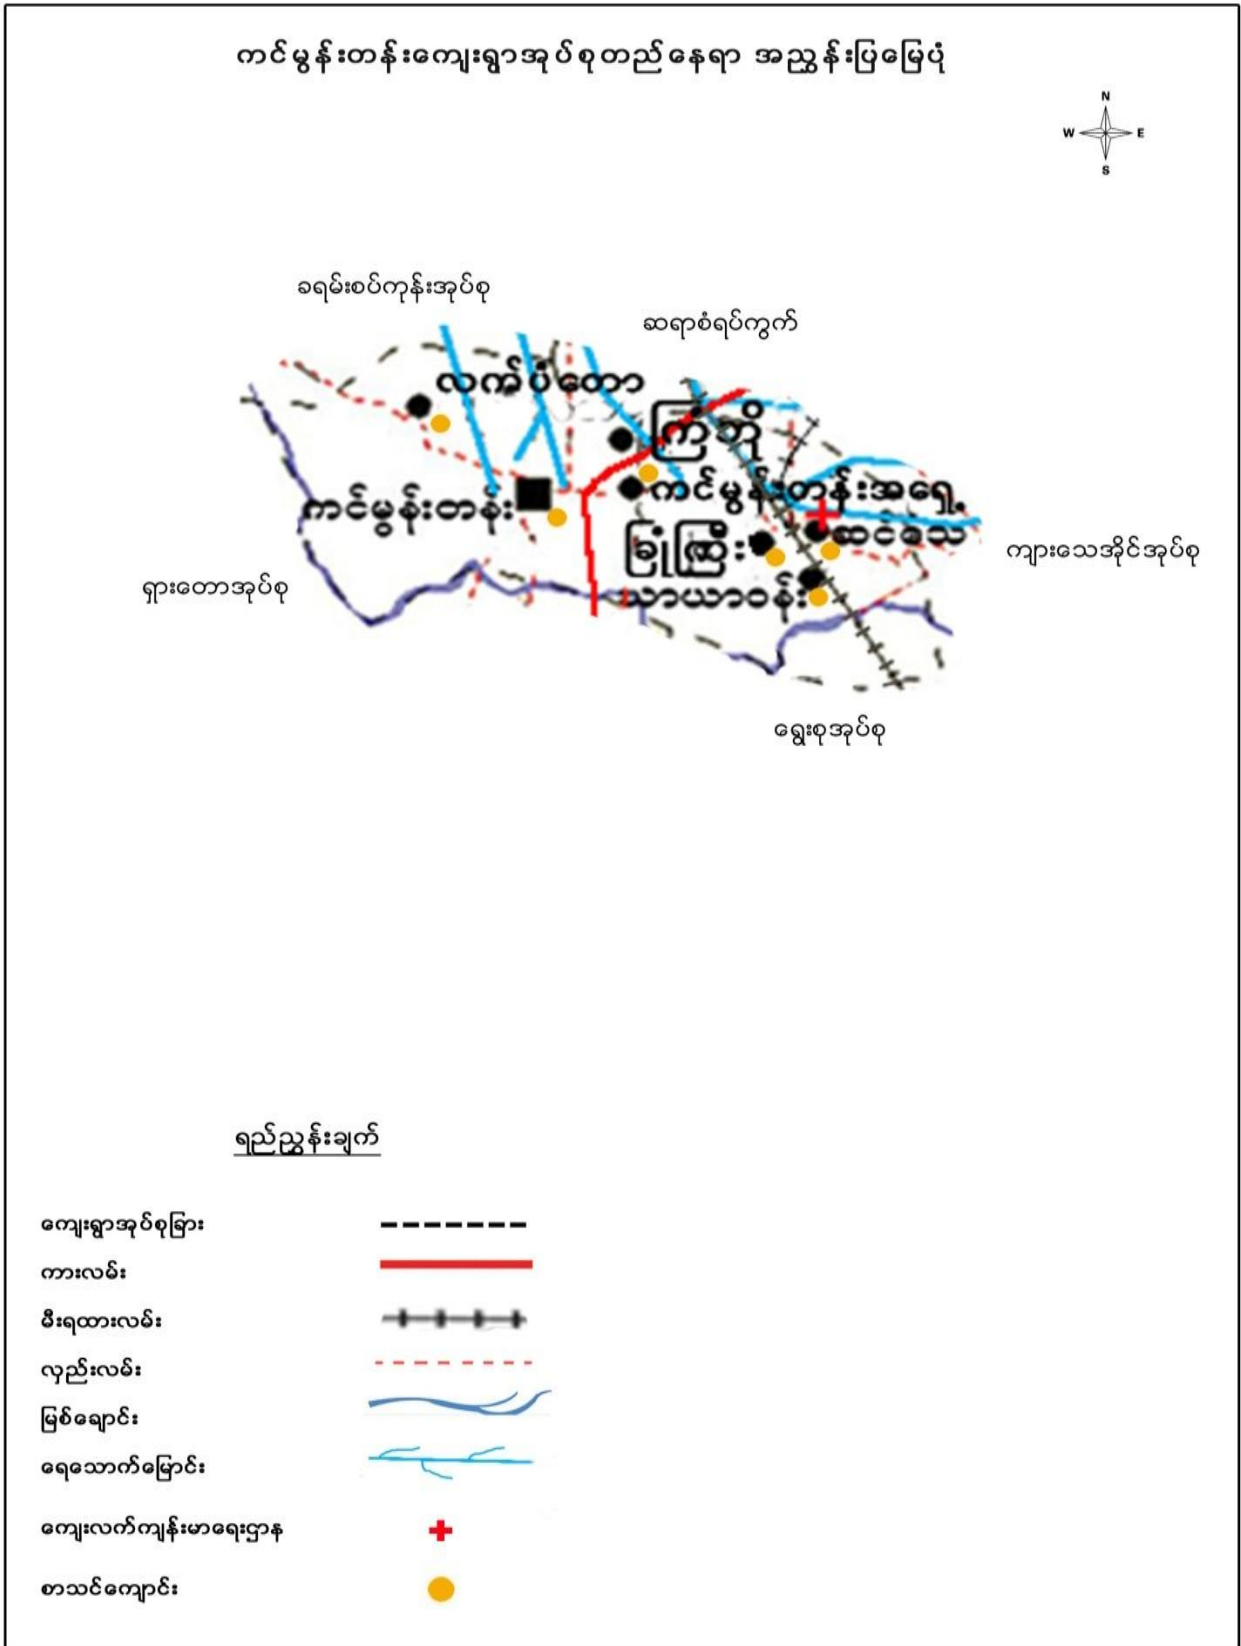 ကင်မွန်းတန်းကျေးရွာအုပ်စုတည်နေရာ အညွှန်းပြမြေပုံ
N
W E
S
ခရမ်းစပ်ကုန်းအုပ်စု
ဆရာစံရပ်ကွက်
လက်ပံတော
ကြံဘို
ကင်မွန်းတန်းအရှေ့
ကင်မွန်းတန်း
ခြုံကြီး
သာယာဝန်း
ကျားသေအိုင်အုပ်စု
ရှားတောအုပ်စု
ရွှေးစုအုပ်စု
ရည်ညွှန်းချက်
ကျေးရွာအုပ်စုခြား
ကားလမ်း
မီးရထားလမ်း
လှည်းလမ်း
မြစ်ချောင်း
ရေသောက်မြောင်း
ကျေးလက်ကျန်းမာရေးဌာန
စာသင်ကျောင်း